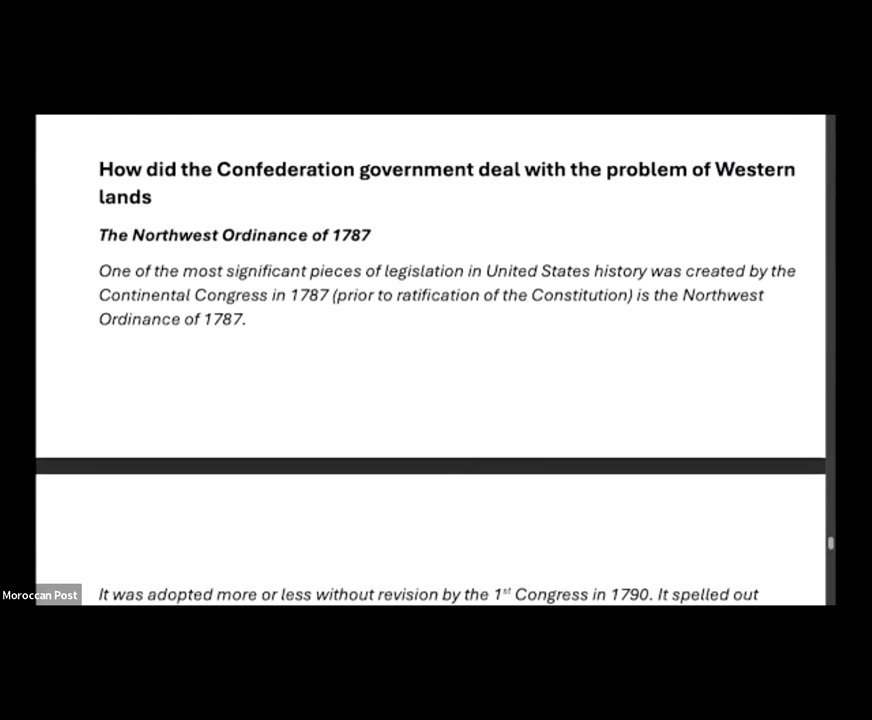 How did the Confederation government deal with the problem of Western
lands
The Northwest Ordinance of 1787
One of the most significant pieces of legislation in United States history was created by the
Continental Congress in 1787 (prior to ratification of the Constitution) is the Northwest
Ordinance of 1787.
It was adopted more or less without revision by the 1st Congress in 1790. It spelled out
Moroccan Post